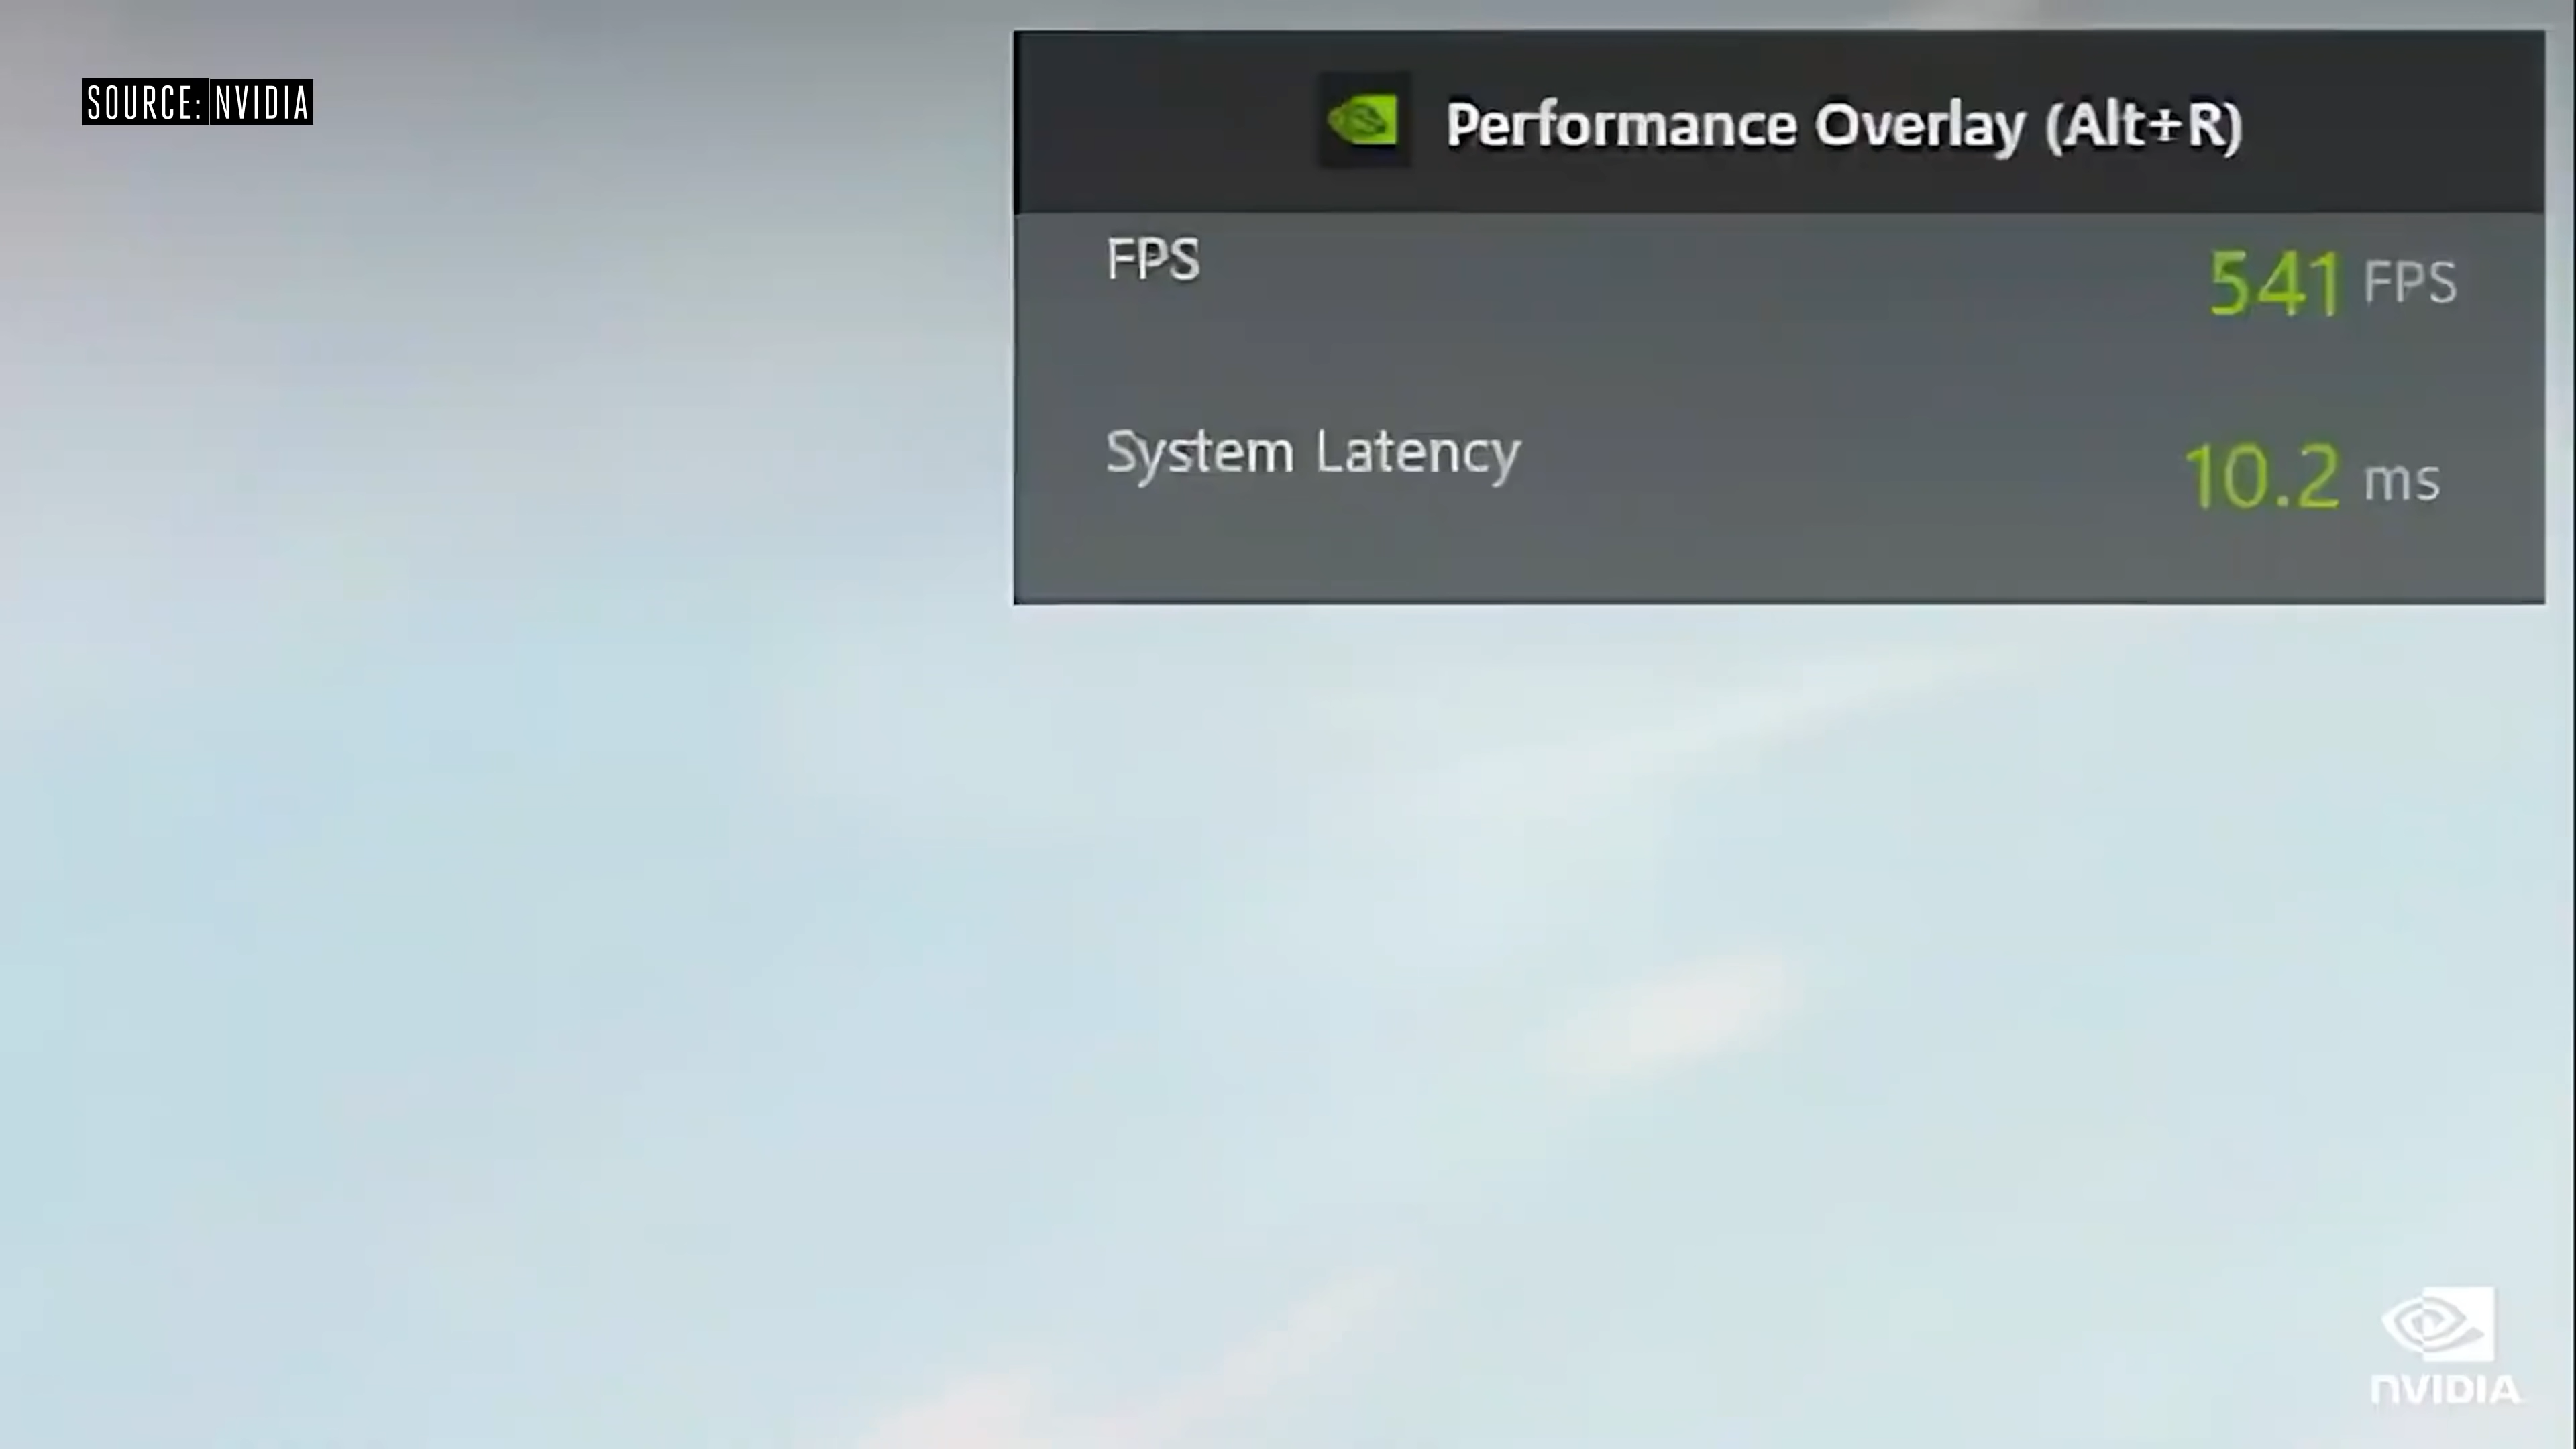 SOURCE: NVIDIA
Performance Overlay (Alt+R)
FPS 541 FPS
System Latency 10.2 ms
NVIDIA